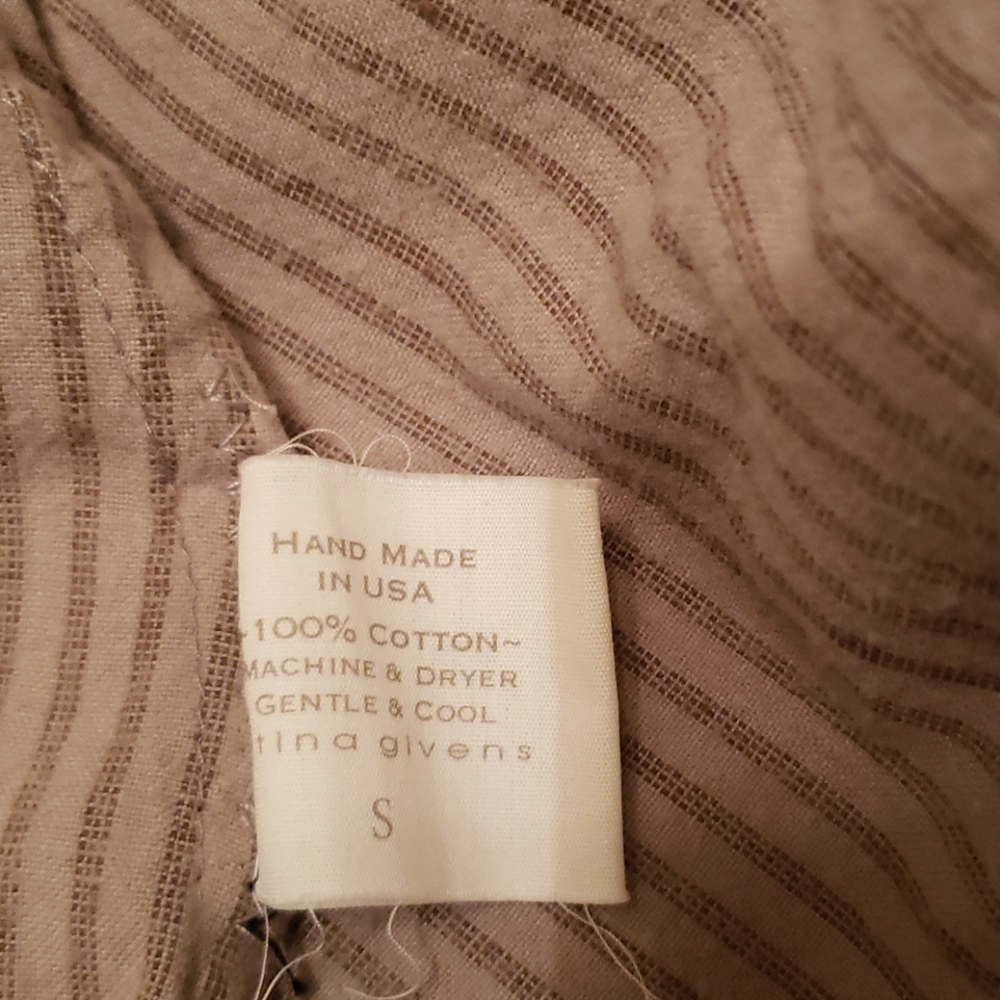 HAND MADE
IN USA
~100% COTTON~
MACHINE & DRYER
GENTLE & COOL
tina givens
S